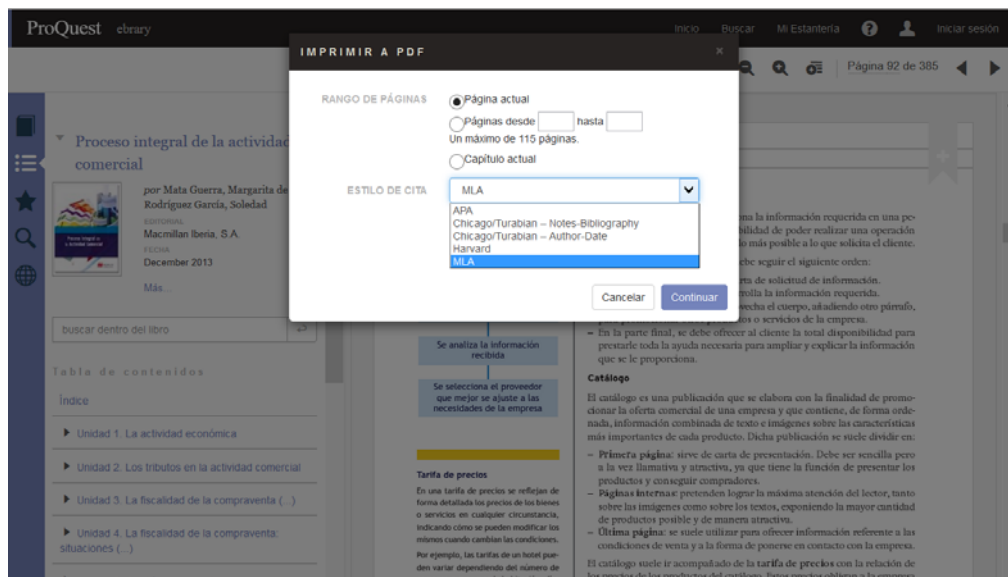 ProQuest ebrary
Inicio Buscar Mi Estantería Iniciar sesión
Página 92 de 385
IMPRIMIR A PDF ×
RANGO DE PÁGINAS
Página actual
Páginas desde hasta
Un máximo de 115 páginas.
Capítulo actual
ESTILO DE CITA
MLA
APA
Chicago/Turabian – Notes-Bibliography
Chicago/Turabian – Author-Date
Harvard
MLA
Cancelar Continuar
Proceso integral de la actividad
comercial
por Mata Guerra, Margarita de
Rodríguez García, Soledad
EDITORIAL
Macmillan Iberia, S.A.
FECHA
December 2013
Más...
buscar dentro del libro
Tabla de contenidos
Índice
Unidad 1. La actividad económica
Unidad 2. Los tributos en la actividad comercial
Unidad 3. La fiscalidad de la compraventa (...)
Unidad 4. La fiscalidad de la compraventa:
situaciones (...)
Se analiza la información
recibida
Se selecciona el proveedor
que mejor se ajuste a las
necesidades de la empresa
Tarifa de precios
En una tarifa de precios se reflejan de
forma detallada los precios de los bienes
o servicios en cualquier circunstancia,
indicando cómo se pueden modificar los
mismos cuando cambian las condiciones.
Por ejemplo, las tarifas de un hotel pue-
den variar dependiendo del número de
la información requerida en una pe-
bilidad de poder realizar una operación
lo más posible a lo que solicita el cliente.
ebe seguir el siguiente orden:
rta de solicitud de información.
rrolla la información requerida.
vecha el cuerpo, añadiendo otro párrafo,
os o servicios de la empresa.
– En la parte final, se debe ofrecer al cliente la total disponibilidad para
prestarle toda la ayuda necesaria para ampliar y explicar la información
que se le proporciona.
Catálogo
El catálogo es una publicación que se elabora con la finalidad de promo-
cionar la oferta comercial de una empresa y que contiene, de forma orde-
nada, información combinada de texto e imágenes sobre las características
más importantes de cada producto. Dicha publicación se suele dividir en:
– Primera página: sirve de carta de presentación. Debe ser sencilla pero
a la vez llamativa y atractiva, ya que tiene la función de presentar los
productos y conseguir compradores.
– Páginas internas: pretenden lograr la máxima atención del lector, tanto
sobre las imágenes como sobre los textos, exponiendo la mayor cantidad
de productos posible y de manera atractiva.
– Última página: se suele utilizar para ofrecer información referente a las
condiciones de venta y a la forma de ponerse en contacto con la empresa.
El catálogo suele ir acompañado de la tarifa de precios con la relación de
los precios de los productos del catálogo. Estos precios obligan a la empresa